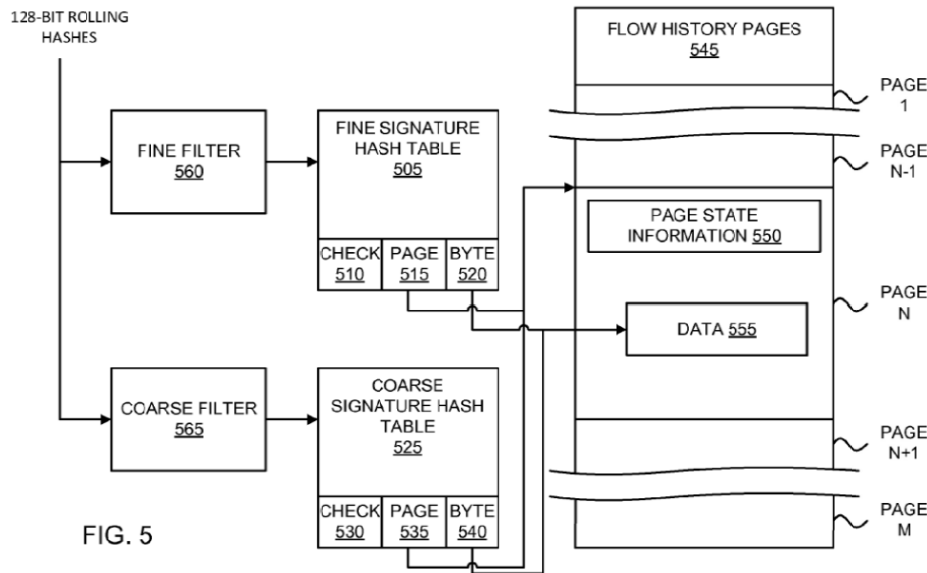 128-BIT ROLLING
HASHES
FINE FILTER
560
FINE SIGNATURE
HASH TABLE
505
CHECK
510
PAGE
515
BYTE
520
COARSE FILTER
565
COARSE
SIGNATURE HASH
TABLE
525
CHECK
530
PAGE
535
BYTE
540
FLOW HISTORY PAGES
545
PAGE STATE
INFORMATION 550
DATA 555
PAGE
1
PAGE
N-1
PAGE
N
PAGE
N+1
PAGE
M
FIG. 5